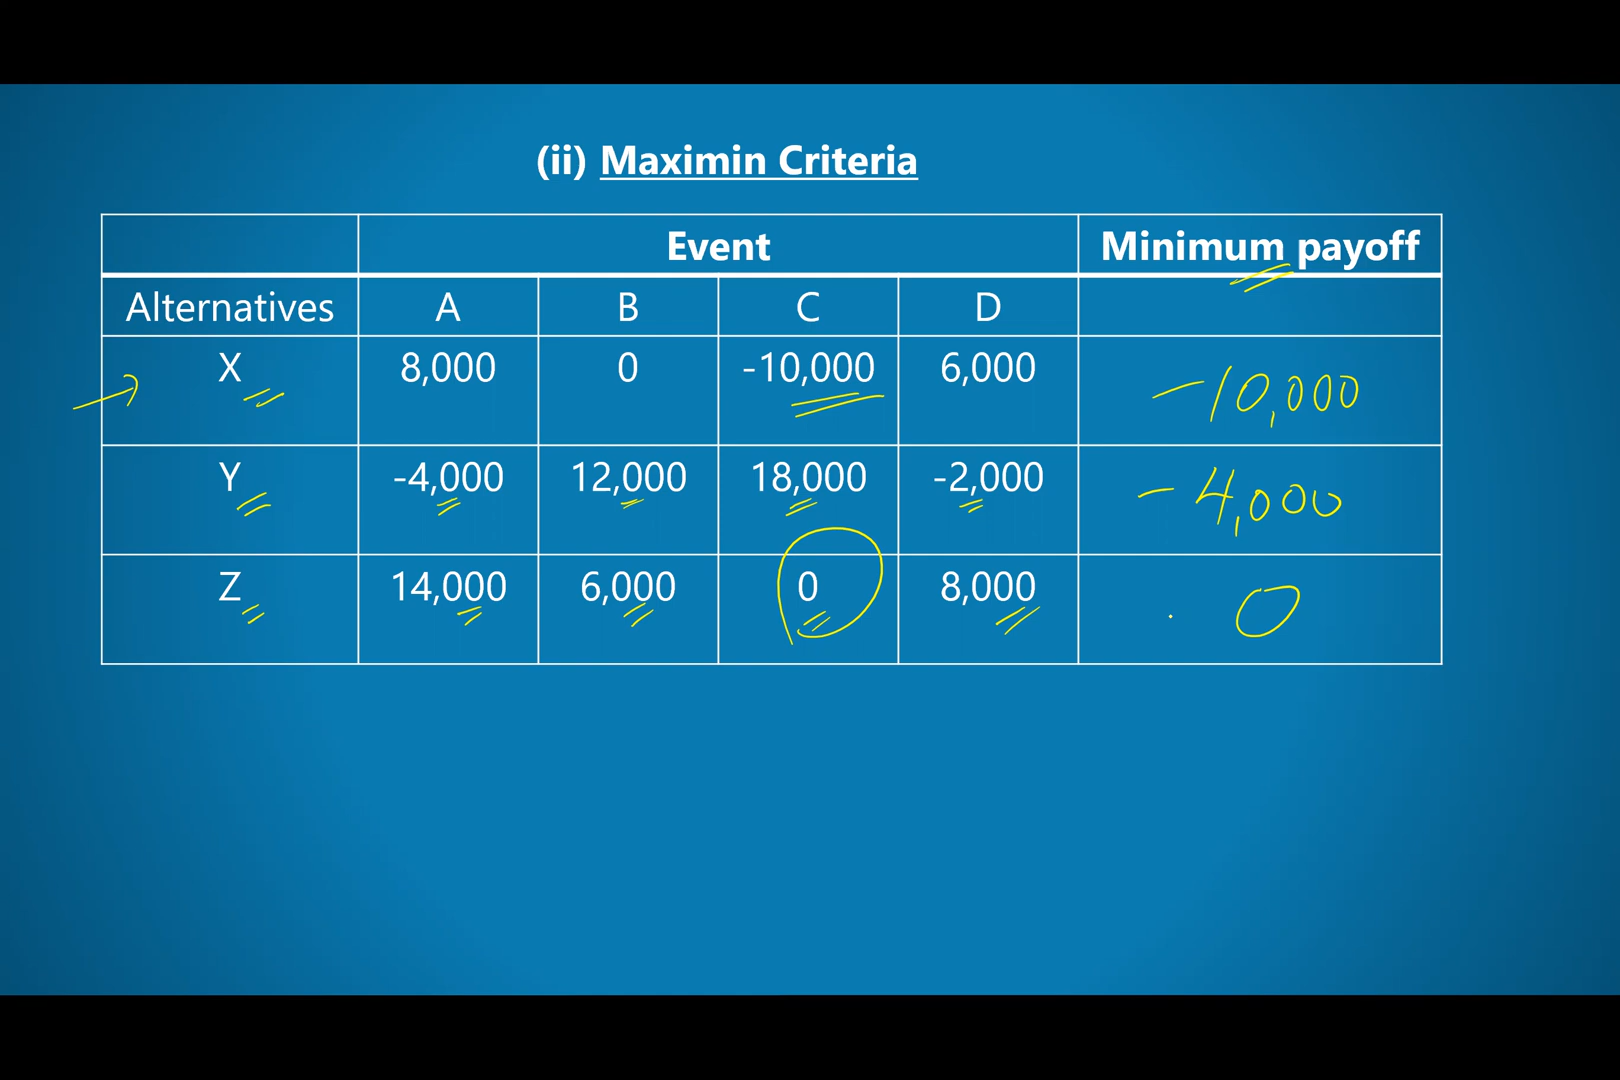 (ii) Maximin Criteria
Event Minimum payoff
Alternatives A B C D
X 8,000 0 -10,000 6,000 -10,000
Y -4,000 12,000 18,000 -2,000 -4,000
Z 14,000 6,000 0 8,000 0